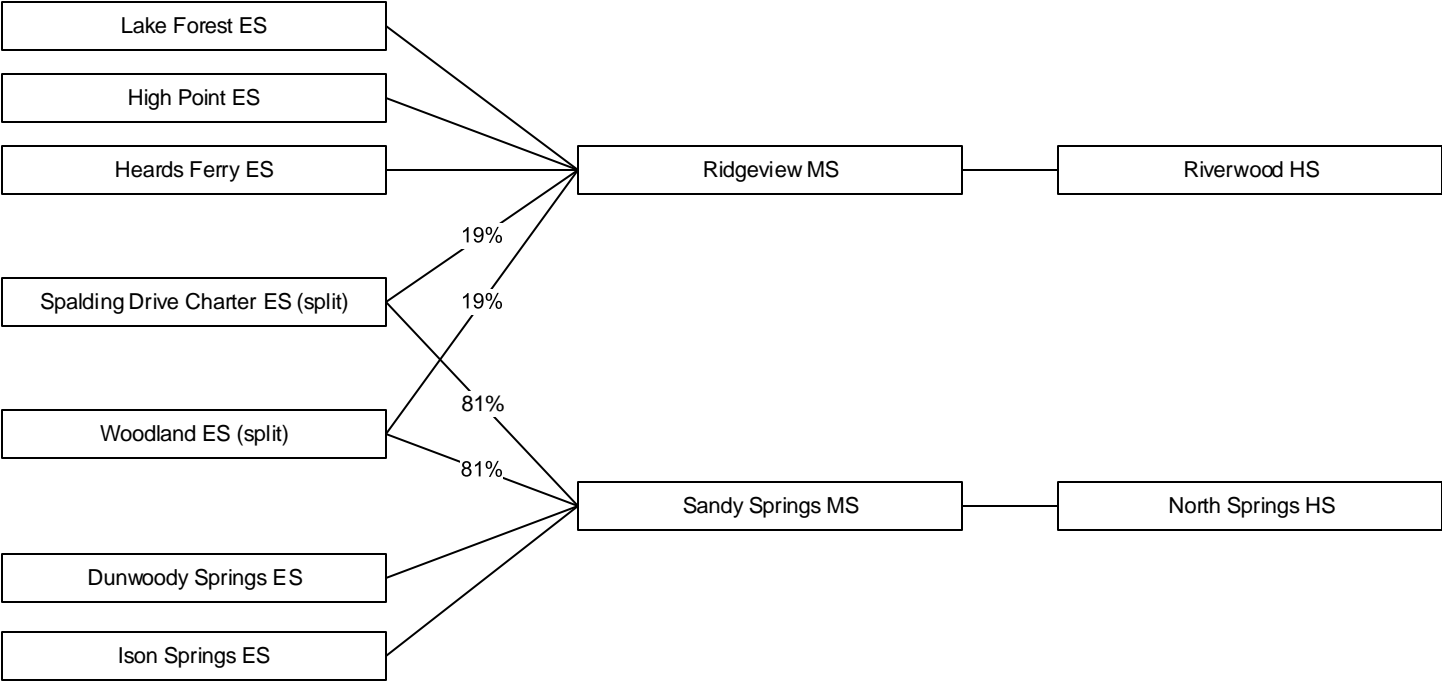 Lake Forest ES
High Point ES
Heards Ferry ES
Ridgeview MS
Riverwood HS
19%
Spalding Drive Charter ES (split)
19%
81%
Woodland ES (split)
81%
Sandy Springs MS
North Springs HS
Dunwoody Springs ES
Ison Springs ES